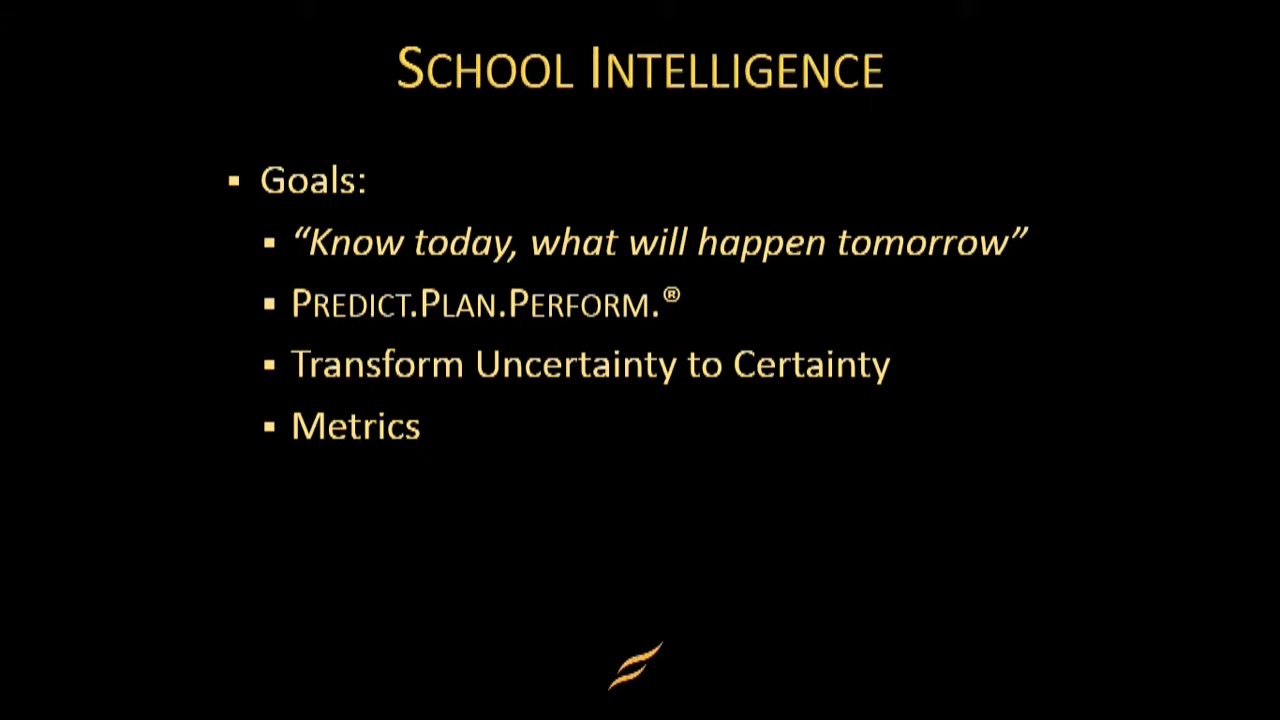 SCHOOL INTELLIGENCE
▪ Goals:
▪ “Know today, what will happen tomorrow”
▪ PREDICT.PLAN.PERFORM.®
▪ Transform Uncertainty to Certainty
▪ Metrics